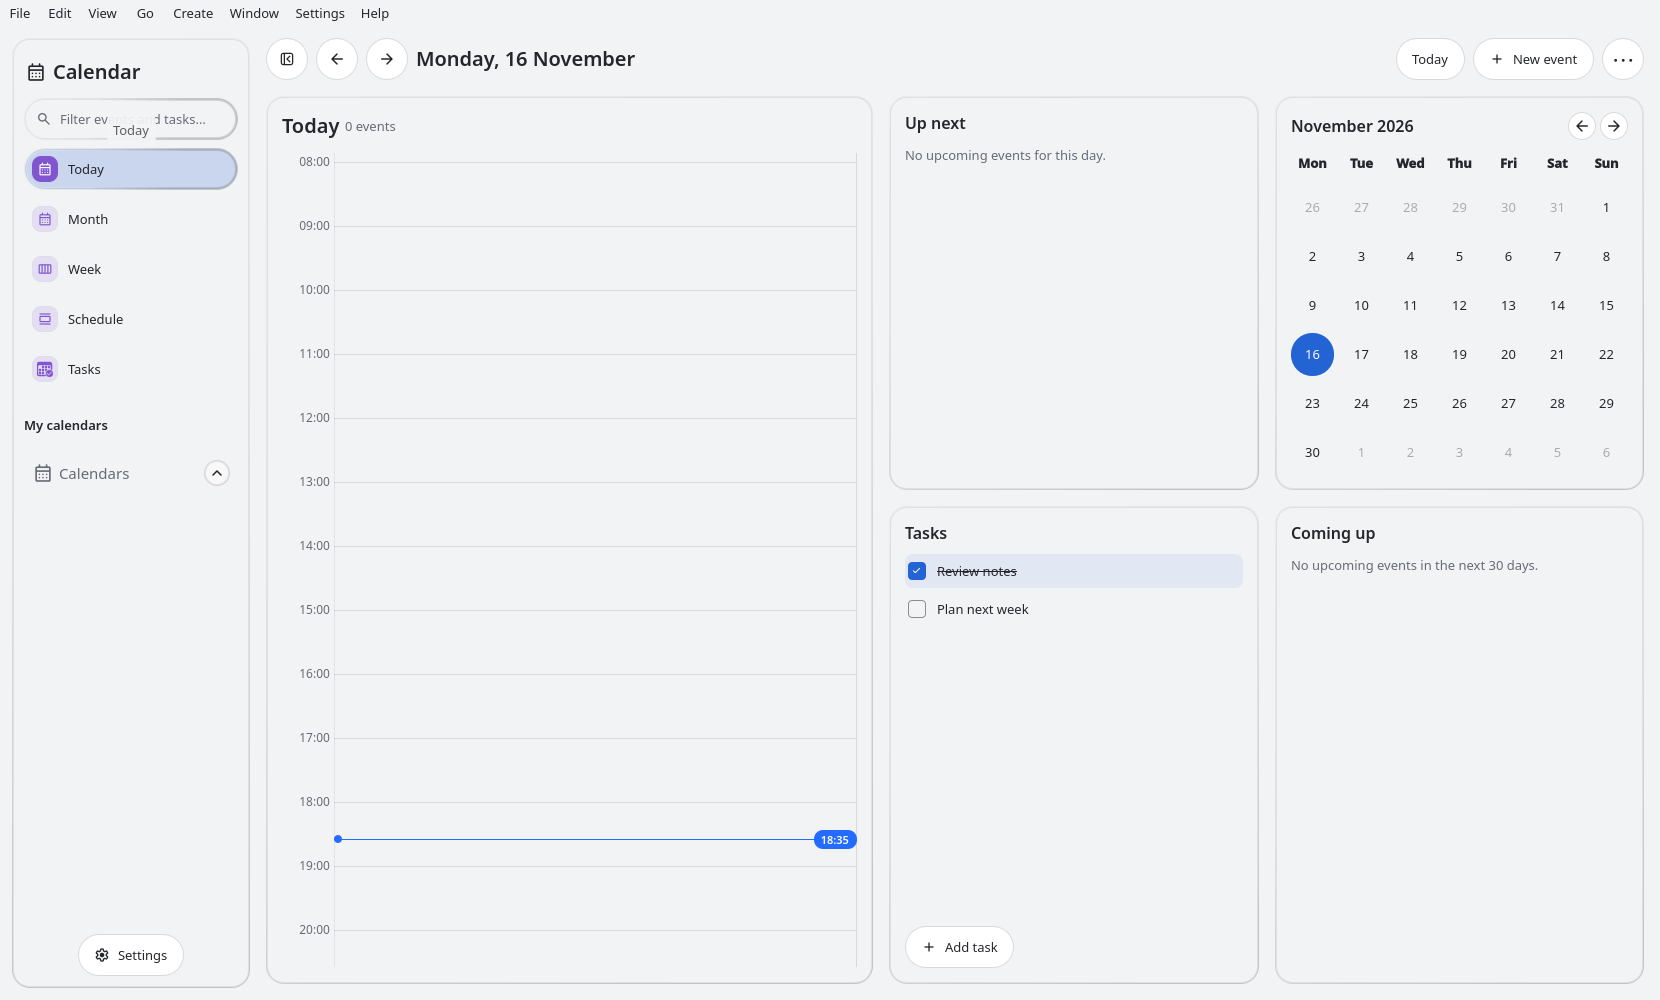 File Edit View Go Create Window Settings Help
Calendar
Filter events and tasks...
Today
Today
Month
Week
Schedule
Tasks
My calendars
Calendars
Settings
Monday, 16 November
Today
New event
Today 0 events
08:00
09:00
10:00
11:00
12:00
13:00
14:00
15:00
16:00
17:00
18:00
18:35
19:00
20:00
Up next
No upcoming events for this day.
November 2026
Mon Tue Wed Thu Fri Sat Sun
26 27 28 29 30 31 1
2 3 4 5 6 7 8
9 10 11 12 13 14 15
16 17 18 19 20 21 22
23 24 25 26 27 28 29
30 1 2 3 4 5 6
Tasks
Review notes
Plan next week
Add task
Coming up
No upcoming events in the next 30 days.